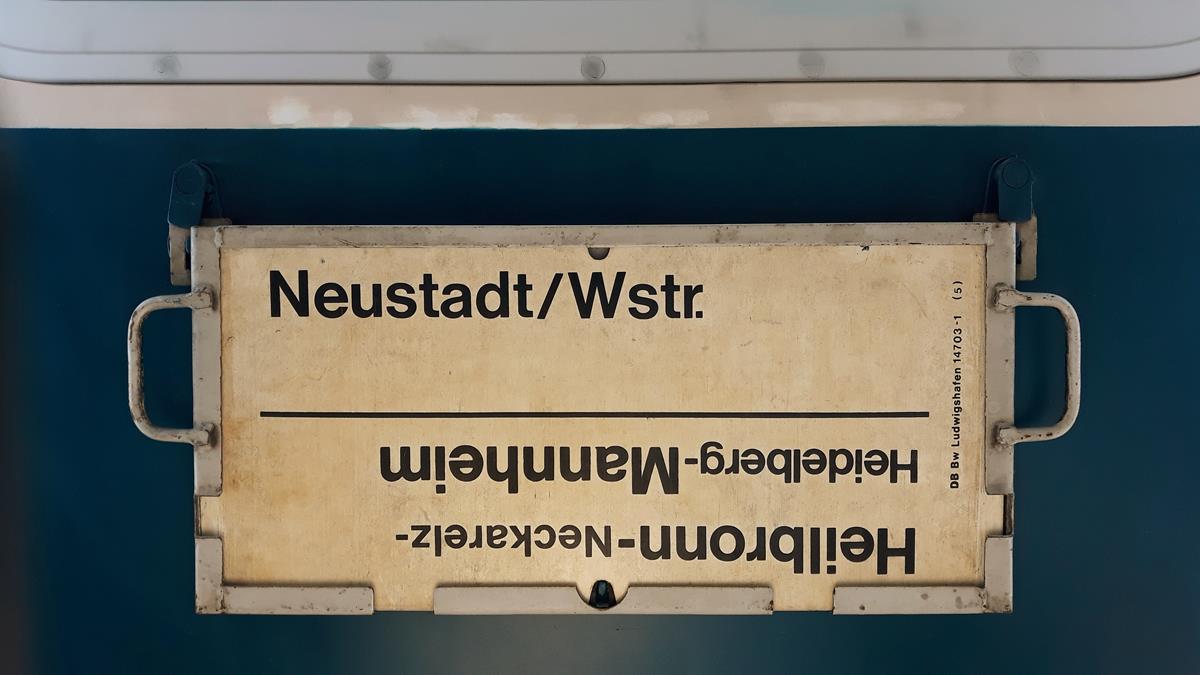 Neustadt/Wstr.
Heilbronn-Neckarelz-
Heidelberg-Mannheim
DB Bw Ludwigshafen 14703-1 (5)